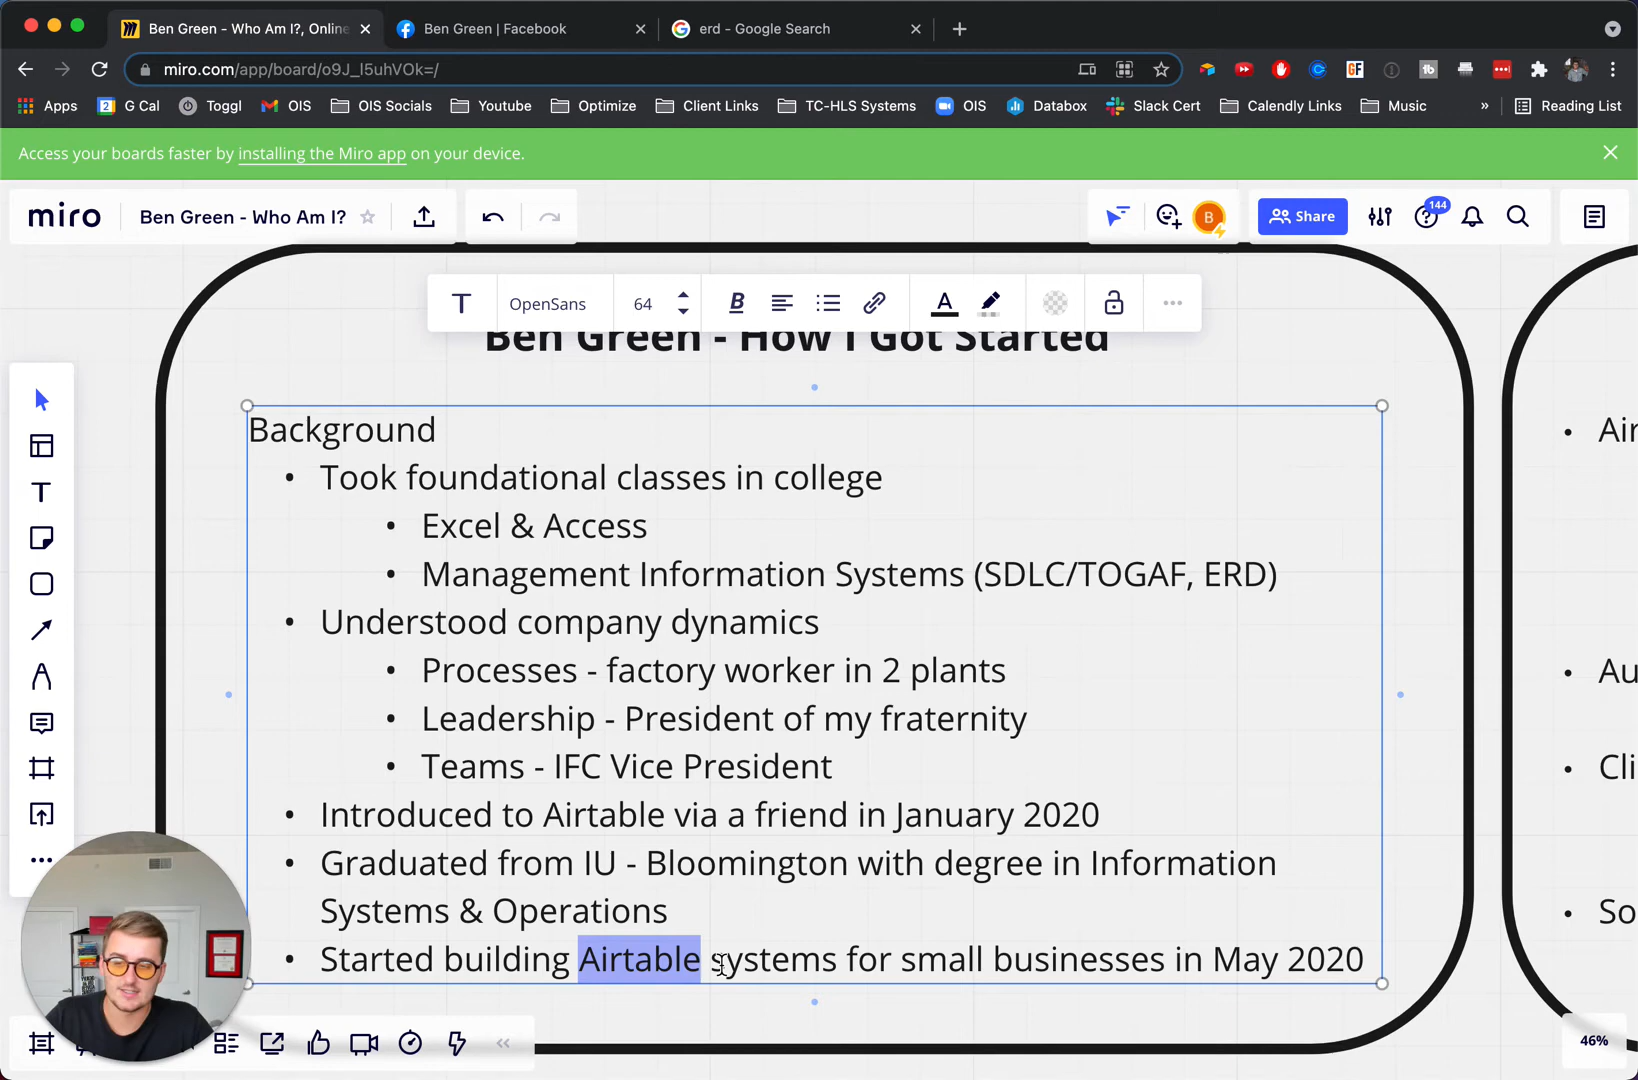 Ben Green - Who Am I?, Online
Ben Green | Facebook
erd - Google Search
miro.com/app/board/o9J_l5uhVOk=/
Apps
G Cal
Toggl
OIS
OIS Socials
Youtube
Optimize
Client Links
TC-HLS Systems
OIS
Databox
Slack Cert
Calendly Links
Music
»
Reading List
Access your boards faster by installing the Miro app on your device.
miro
Ben Green - Who Am I?
B
Share
144
OpenSans
64
B
A
Ben Green - How I Got Started
Background
• Took foundational classes in college
• Excel & Access
• Management Information Systems (SDLC/TOGAF, ERD)
• Understood company dynamics
• Processes - factory worker in 2 plants
• Leadership - President of my fraternity
• Teams - IFC Vice President
• Introduced to Airtable via a friend in January 2020
• Graduated from IU - Bloomington with degree in Information
Systems & Operations
• Started building Airtable systems for small businesses in May 2020
• Air
• Au
• Cli
• So
46%